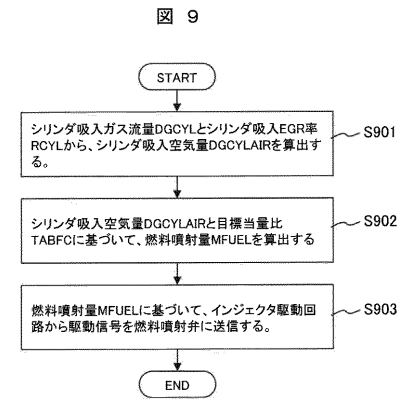 図 9
START
シリンダ吸入ガス流量DGCYLとシリンダ吸入EGR率
RCYLから、シリンダ吸入空気量DGCYLAIRを算出す
る。
S901
シリンダ吸入空気量DGCYLAIRと目標当量比
TABFCに基づいて、燃料噴射量MFUELを算出する
S902
燃料噴射量MFUELに基づいて、インジェクタ駆動回
路から駆動信号を燃料噴射弁に送信する。
S903
END